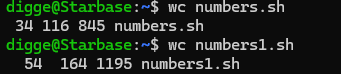 digge@Starbase:~$ wc numbers.sh
 34 116 845 numbers.sh
digge@Starbase:~$ wc numbers1.sh
  54  164 1195 numbers1.sh